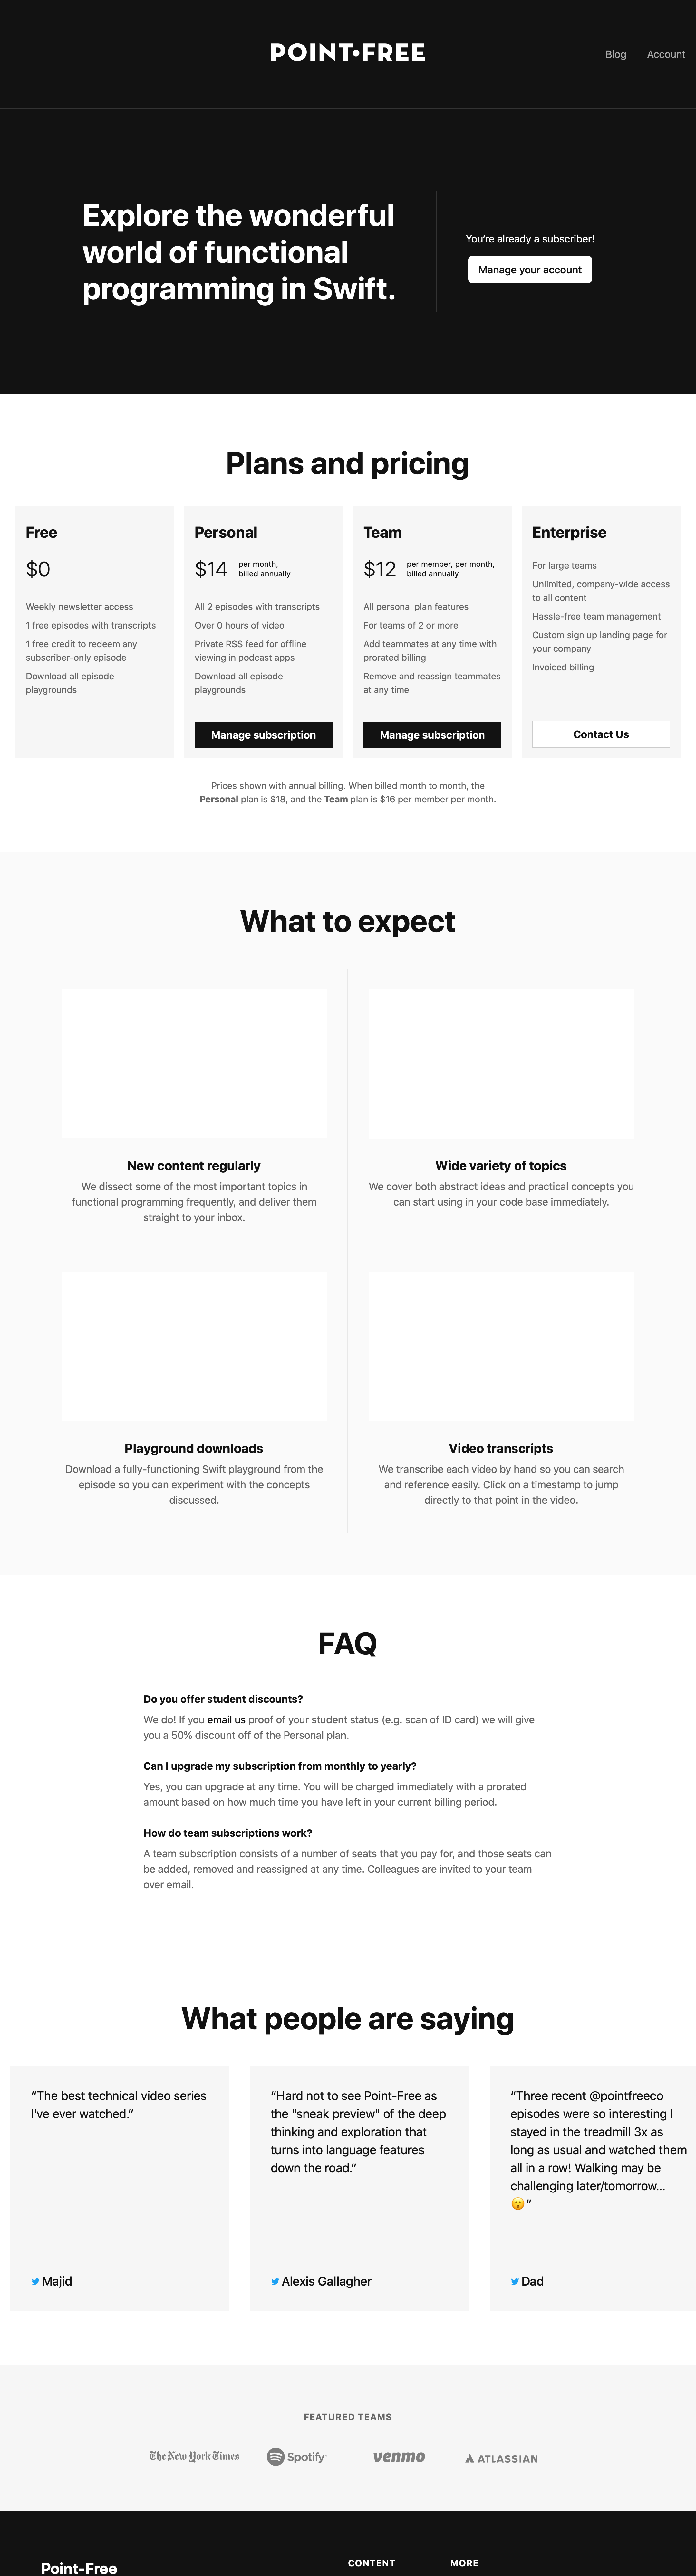 POINT•FREE
Blog
Account
Explore the wonderful
world of functional
programming in Swift.
You're already a subscriber!
Manage your account
Plans and pricing
Free
$0
Weekly newsletter access
1 free episodes with transcripts
1 free credit to redeem any
subscriber-only episode
Download all episode
playgrounds
Personal
$14
per month,
billed annually
All 2 episodes with transcripts
Over 0 hours of video
Private RSS feed for offline
viewing in podcast apps
Download all episode
playgrounds
Manage subscription
Team
$12
per member, per month,
billed annually
All personal plan features
For teams of 2 or more
Add teammates at any time with
prorated billing
Remove and reassign teammates
at any time
Manage subscription
Enterprise
For large teams
Unlimited, company-wide access
to all content
Hassle-free team management
Custom sign up landing page for
your company
Invoiced billing
Contact Us
Prices shown with annual billing. When billed month to month, the
Personal plan is $18, and the Team plan is $16 per member per month.
What to expect
New content regularly
We dissect some of the most important topics in
functional programming frequently, and deliver them
straight to your inbox.
Wide variety of topics
We cover both abstract ideas and practical concepts you
can start using in your code base immediately.
Playground downloads
Download a fully-functioning Swift playground from the
episode so you can experiment with the concepts
discussed.
Video transcripts
We transcribe each video by hand so you can search
and reference easily. Click on a timestamp to jump
directly to that point in the video.
FAQ
Do you offer student discounts?
We do! If you email us proof of your student status (e.g. scan of ID card) we will give
you a 50% discount off of the Personal plan.
Can I upgrade my subscription from monthly to yearly?
Yes, you can upgrade at any time. You will be charged immediately with a prorated
amount based on how much time you have left in your current billing period.
How do team subscriptions work?
A team subscription consists of a number of seats that you pay for, and those seats can
be added, removed and reassigned at any time. Colleagues are invited to your team
over email.
What people are saying
“The best technical video series
I've ever watched.”
Majid
“Hard not to see Point-Free as
the "sneak preview" of the deep
thinking and exploration that
turns into language features
down the road.”
Alexis Gallagher
“Three recent @pointfreeco
episodes were so interesting I
stayed in the treadmill 3x as
long as usual and watched them
all in a row! Walking may be
challenging later/tomorrow…
😮”
Dad
FEATURED TEAMS
The New York Times
Spotify
venmo
ATLASSIAN
Point-Free
CONTENT
MORE